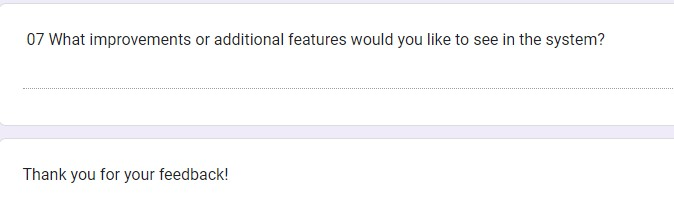 07 What improvements or additional features would you like to see in the system?
Thank you for your feedback!